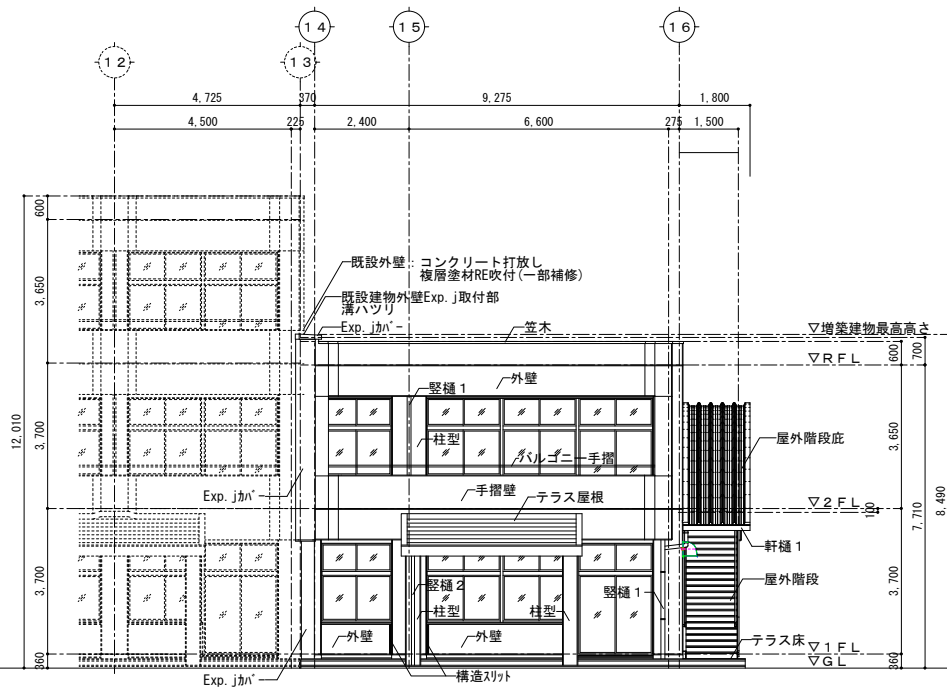 14
15
16
12
13
4,725
370
9,275
1,800
4,500
225
2,400
6,600
275
1,500
600
既設外壁：コンクリート打放し
複層塗材RE吹付(一部補修)
3,650
既設建物外壁Exp.j取付部
溝ハツリ
Exp.jｶﾊﾞｰ
笠木
▽増築建物最高高さ
600
700
▽RFL
外壁
竪樋1
12,010
3,700
柱型
3,650
屋外階段庇
バルコニー手摺
Exp.jｶﾊﾞｰ
手摺壁
テラス屋根
▽2FL
100
7,710
8,490
軒樋1
3,700
竪樋2
竪樋1
屋外階段
3,700
柱型
柱型
外壁
外壁
テラス床
▽1FL
360
▽GL
360
Exp.jｶﾊﾞｰ
構造ｽﾘｯﾄ